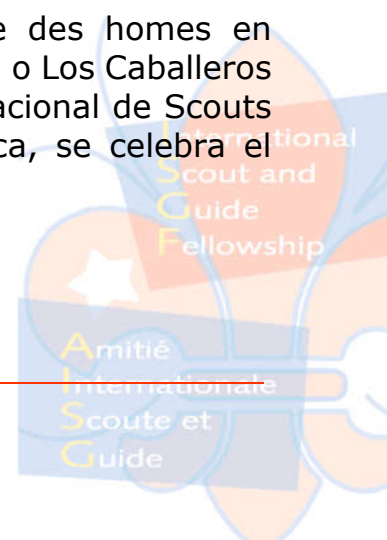 e des homes en
o Los Caballeros
acional de Scouts
ca, se celebra el
International
Scout and
Guide
Fellowship
Amitié
Internationale
Scoute et
Guide